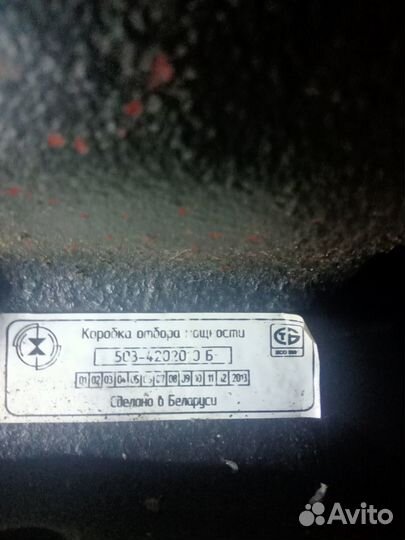 Коробка отбора мощности
503-4202010 Б
01 02 03 04 05 06 07 08 09 10 11 12 2013
Сделано в Беларуси
Avito